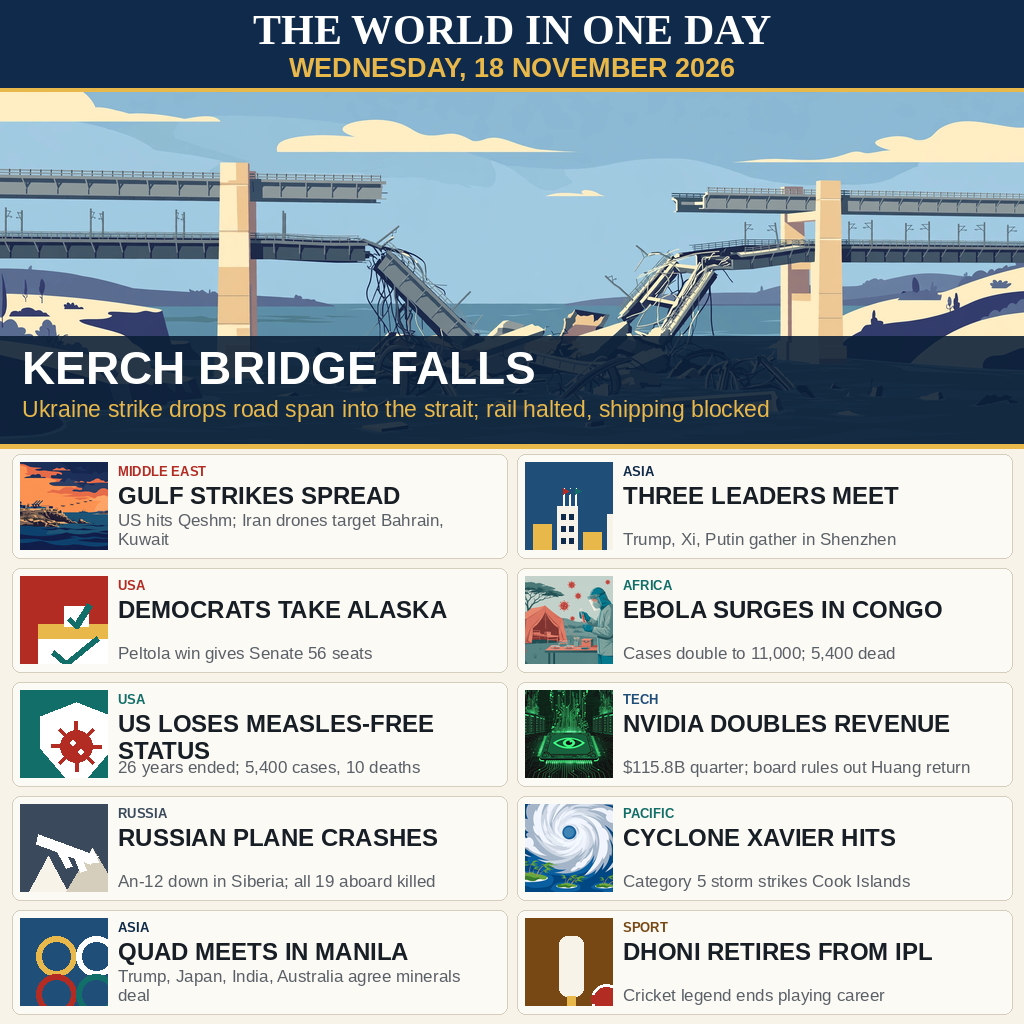 THE WORLD IN ONE DAY
WEDNESDAY, 18 NOVEMBER 2026
KERCH BRIDGE FALLS
Ukraine strike drops road span into the strait; rail halted, shipping blocked
MIDDLE EAST
GULF STRIKES SPREAD
US hits Qeshm; Iran drones target Bahrain,
Kuwait
ASIA
THREE LEADERS MEET
Trump, Xi, Putin gather in Shenzhen
USA
DEMOCRATS TAKE ALASKA
Peltola win gives Senate 56 seats
AFRICA
EBOLA SURGES IN CONGO
Cases double to 11,000; 5,400 dead
USA
US LOSES MEASLES-FREE
STATUS
26 years ended; 5,400 cases, 10 deaths
TECH
NVIDIA DOUBLES REVENUE
$115.8B quarter; board rules out Huang return
RUSSIA
RUSSIAN PLANE CRASHES
An-12 down in Siberia; all 19 aboard killed
PACIFIC
CYCLONE XAVIER HITS
Category 5 storm strikes Cook Islands
ASIA
QUAD MEETS IN MANILA
Trump, Japan, India, Australia agree minerals
deal
SPORT
DHONI RETIRES FROM IPL
Cricket legend ends playing career